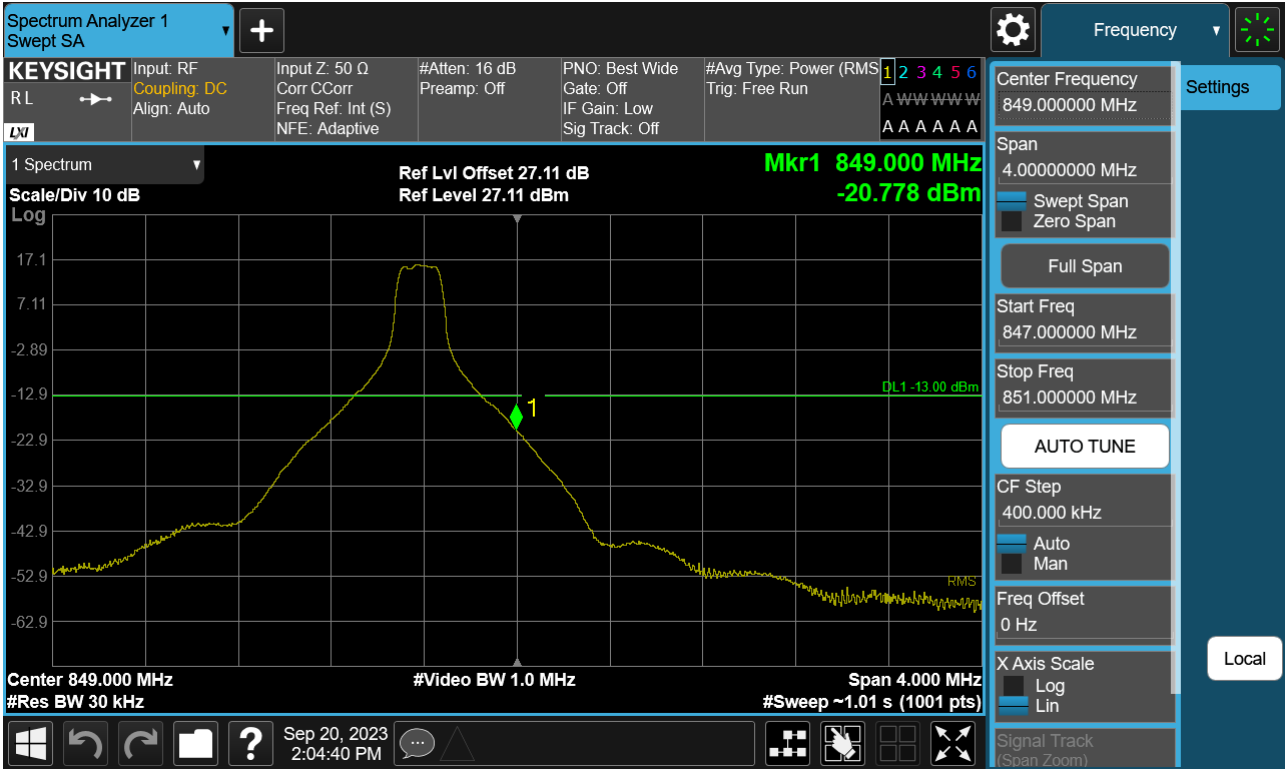 Spectrum Analyzer 1
Swept SA
Frequency
KEYSIGHT
R L
LXI
Input: RF
Coupling: DC
Align: Auto
Input Z: 50 Ω
Corr CCorr
Freq Ref: Int (S)
NFE: Adaptive
#Atten: 16 dB
Preamp: Off
PNO: Best Wide
Gate: Off
IF Gain: Low
Sig Track: Off
#Avg Type: Power (RMS
Trig: Free Run
1 2 3 4 5 6
A W W W W W
A A A A A A
1 Spectrum
Scale/Div 10 dB
Log
Ref Lvl Offset 27.11 dB
Ref Level 27.11 dBm
Mkr1 849.000 MHz
-20.778 dBm
17.1
7.11
-2.89
-12.9
-22.9
-32.9
-42.9
-52.9
-62.9
DL1 -13.00 dBm
1
RMS
Center 849.000 MHz
#Video BW 1.0 MHz
Span 4.000 MHz
#Res BW 30 kHz
#Sweep ~1.01 s (1001 pts)
Center Frequency
849.000000 MHz
Settings
Span
4.00000000 MHz
Swept Span
Zero Span
Full Span
Start Freq
847.000000 MHz
Stop Freq
851.000000 MHz
AUTO TUNE
CF Step
400.000 kHz
Auto
Man
Freq Offset
0 Hz
X Axis Scale
Log
Lin
Signal Track
(Span Zoom)
Local
?
Sep 20, 2023
2:04:40 PM